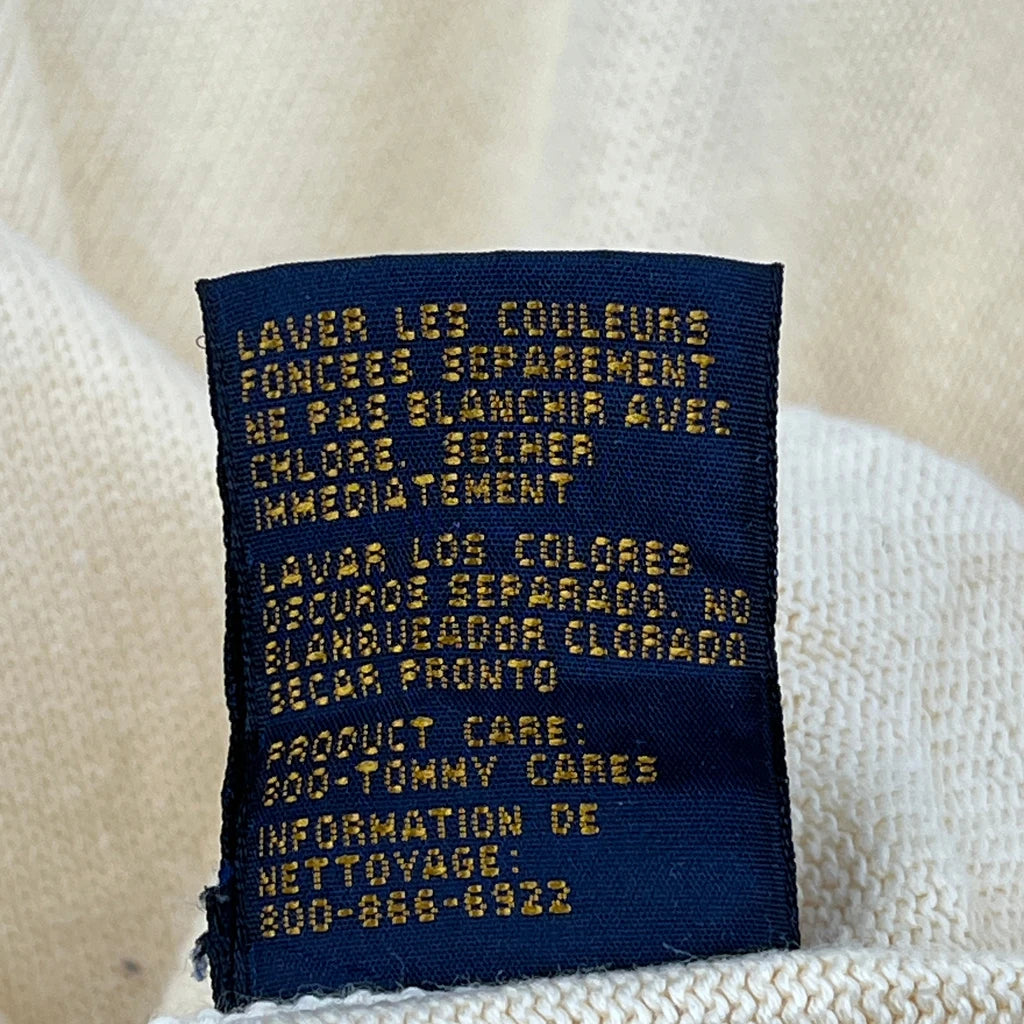 LAVER LES COULEURS
FONCEES SEPAREMENT
NE PAS BLANCHIR AVEC
CHLORE. SECHER
IMMEDIATEMENT
LAVAR LOS COLORES
OSCUROS SEPARADO. NO
BLANQUEADOR CLORADO
SECAR PRONTO
PRODUCT CARE:
800-TOMMY CARES
INFORMATION DE
NETTOYAGE:
800-866-6922